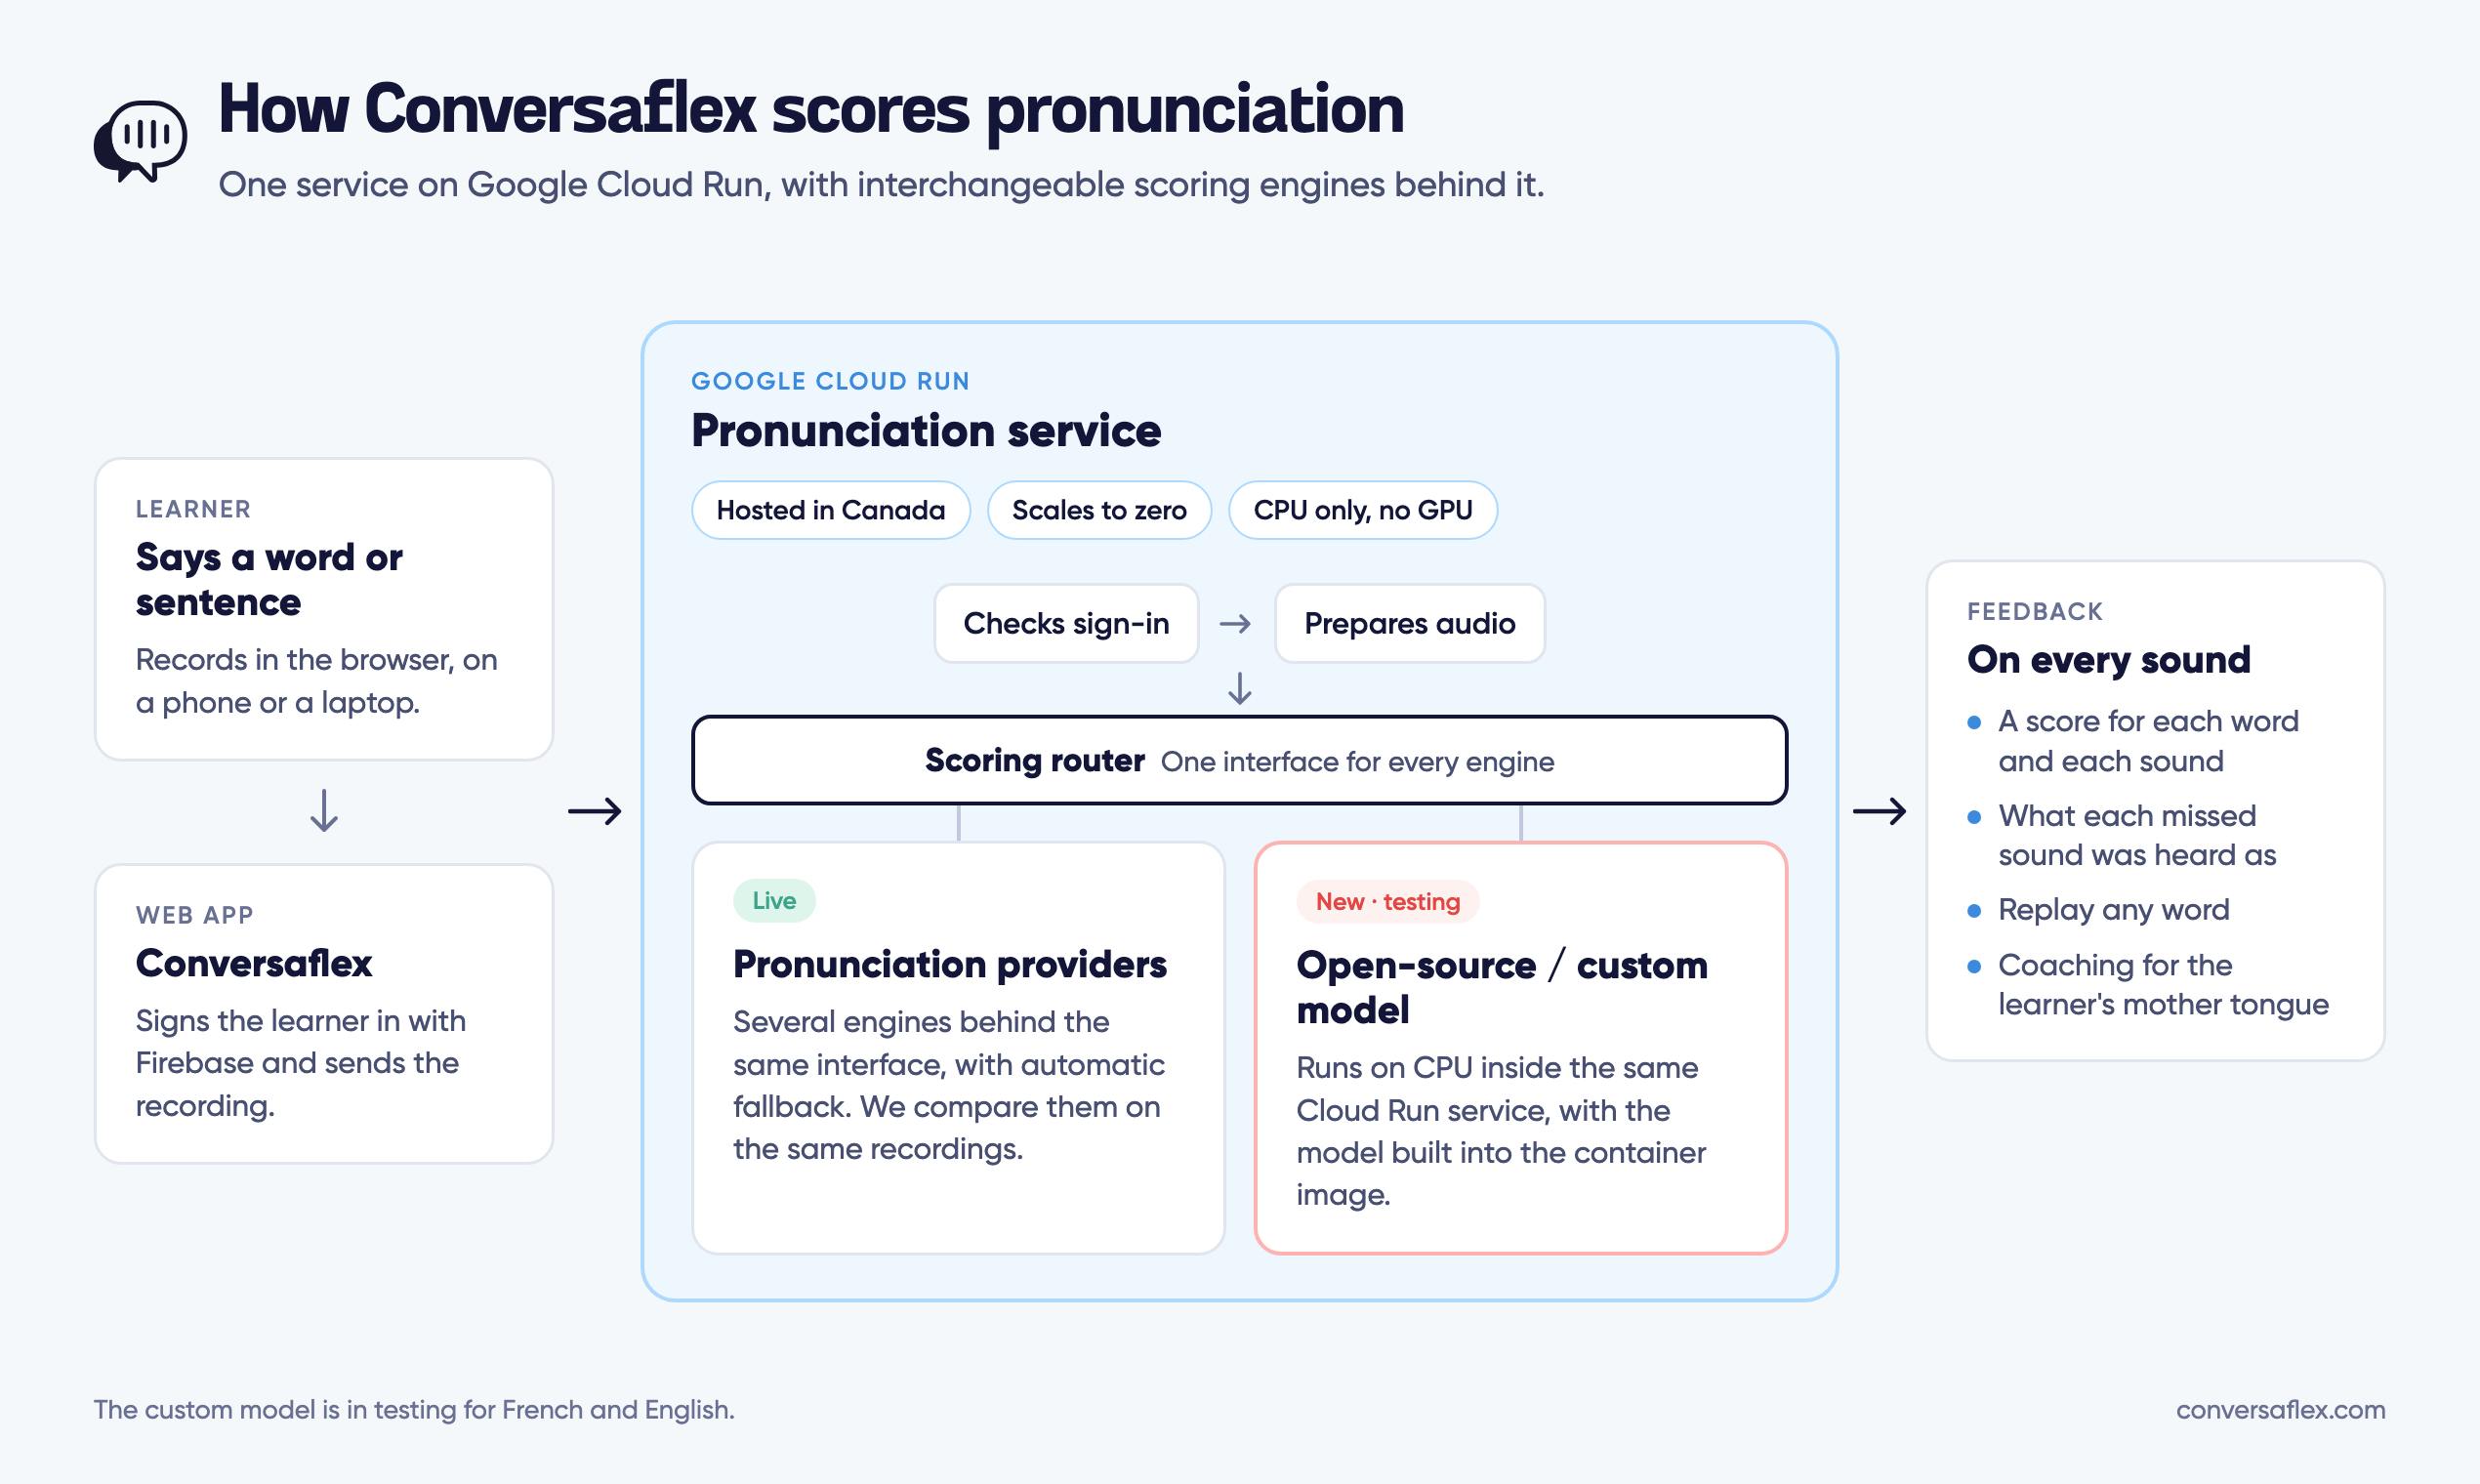 How Conversaflex scores pronunciation
One service on Google Cloud Run, with interchangeable scoring engines behind it.
LEARNER
Says a word or
sentence
Records in the browser, on
a phone or a laptop.
WEB APP
Conversaflex
Signs the learner in with
Firebase and sends the
recording.
GOOGLE CLOUD RUN
Pronunciation service
Hosted in Canada
Scales to zero
CPU only, no GPU
Checks sign-in
Prepares audio
Scoring router One interface for every engine
Live
Pronunciation providers
Several engines behind the
same interface, with automatic
fallback. We compare them on
the same recordings.
New · testing
Open-source / custom
model
Runs on CPU inside the same
Cloud Run service, with the
model built into the container
image.
FEEDBACK
On every sound
A score for each word
and each sound
What each missed
sound was heard as
Replay any word
Coaching for the
learner's mother tongue
The custom model is in testing for French and English.
conversaflex.com